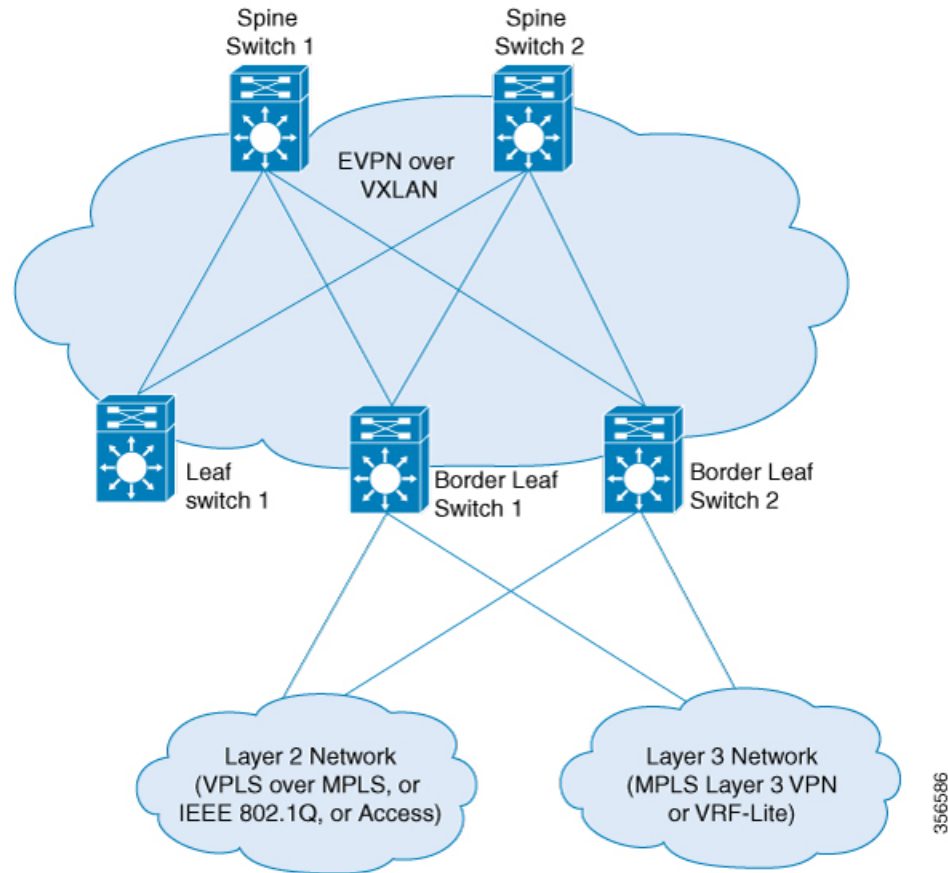 Spine
Switch 1
Spine
Switch 2
EVPN over
VXLAN
Leaf
switch 1
Border Leaf
Switch 1
Border Leaf
Switch 2
Layer 2 Network
(VPLS over MPLS, or
IEEE 802.1Q, or Access)
Layer 3 Network
(MPLS Layer 3 VPN
or VRF-Lite)
356586